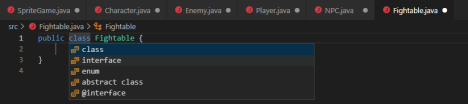 SpriteGame.java Character.java Enemy.java Player.java NPC.java Fightable.java
src > Fightable.java > Fightable
1 public class Fightable {
2 class
3 } interface
4 enum
abstract class
@interface